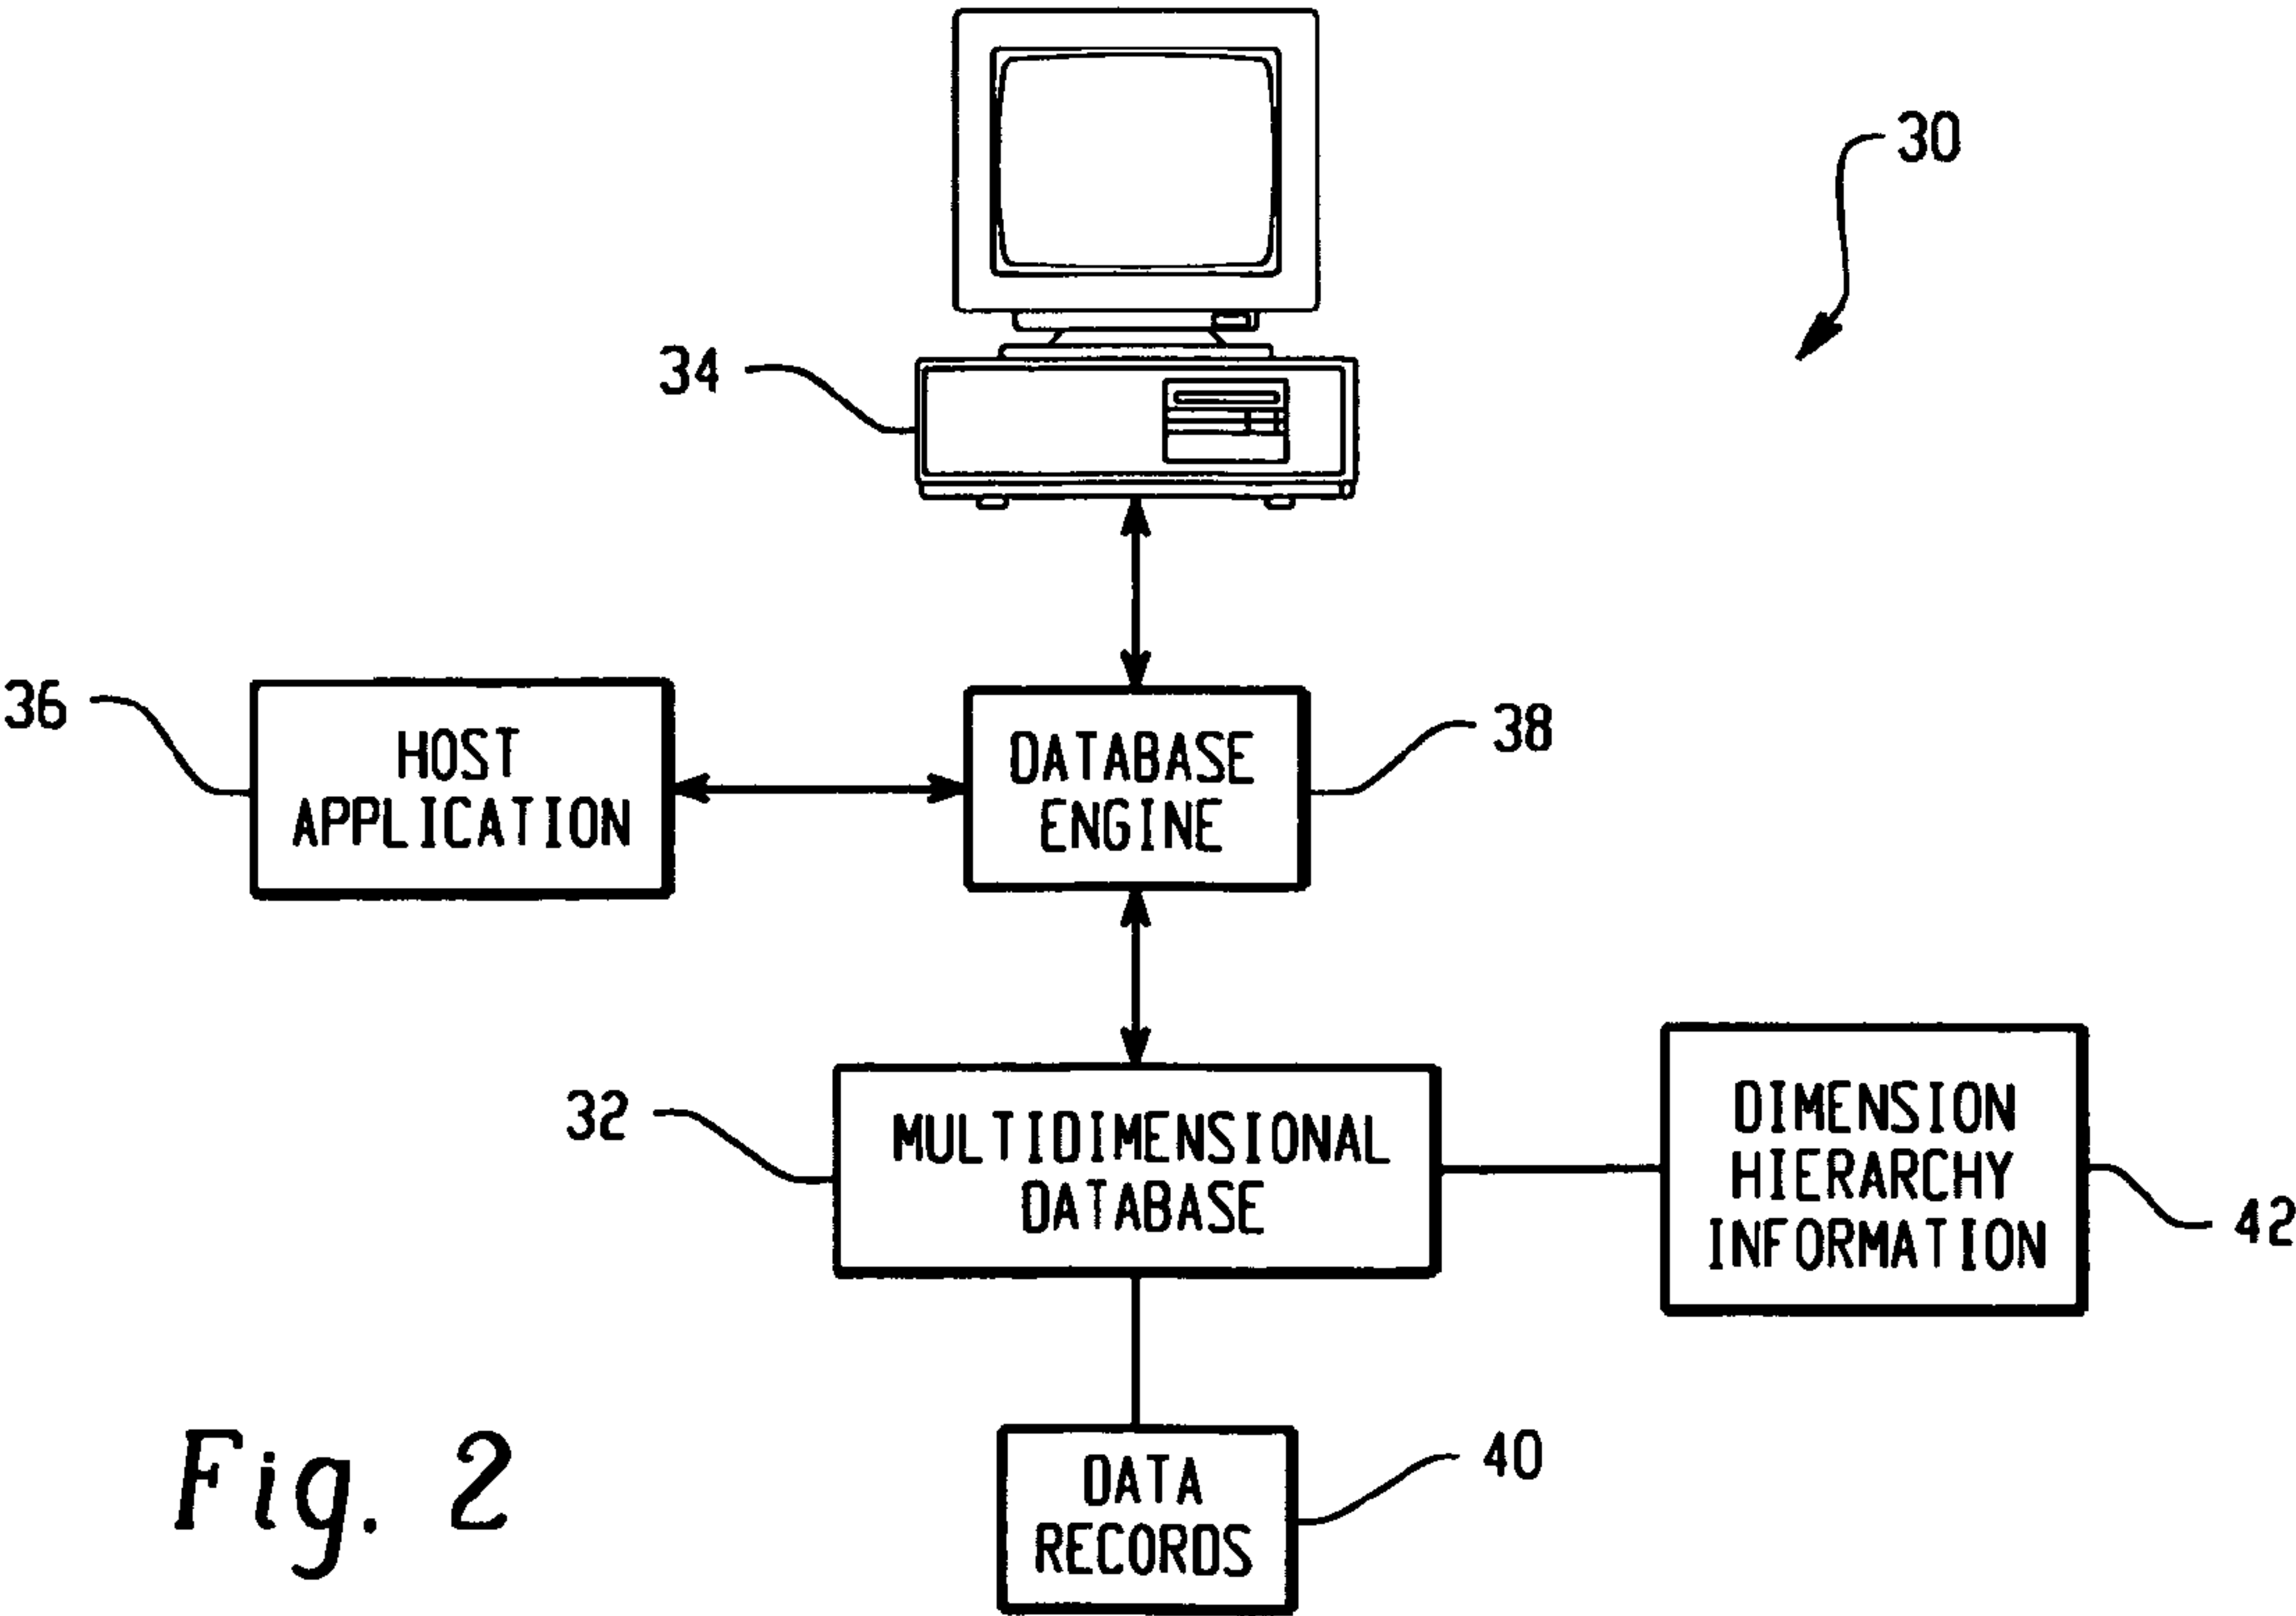 30
34
36
HOST
APPLICATION
DATABASE
ENGINE
38
32
MULTIDIMENSIONAL
DATABASE
DIMENSION
HIERARCHY
INFORMATION
42
DATA
RECORDS
40
Fig. 2